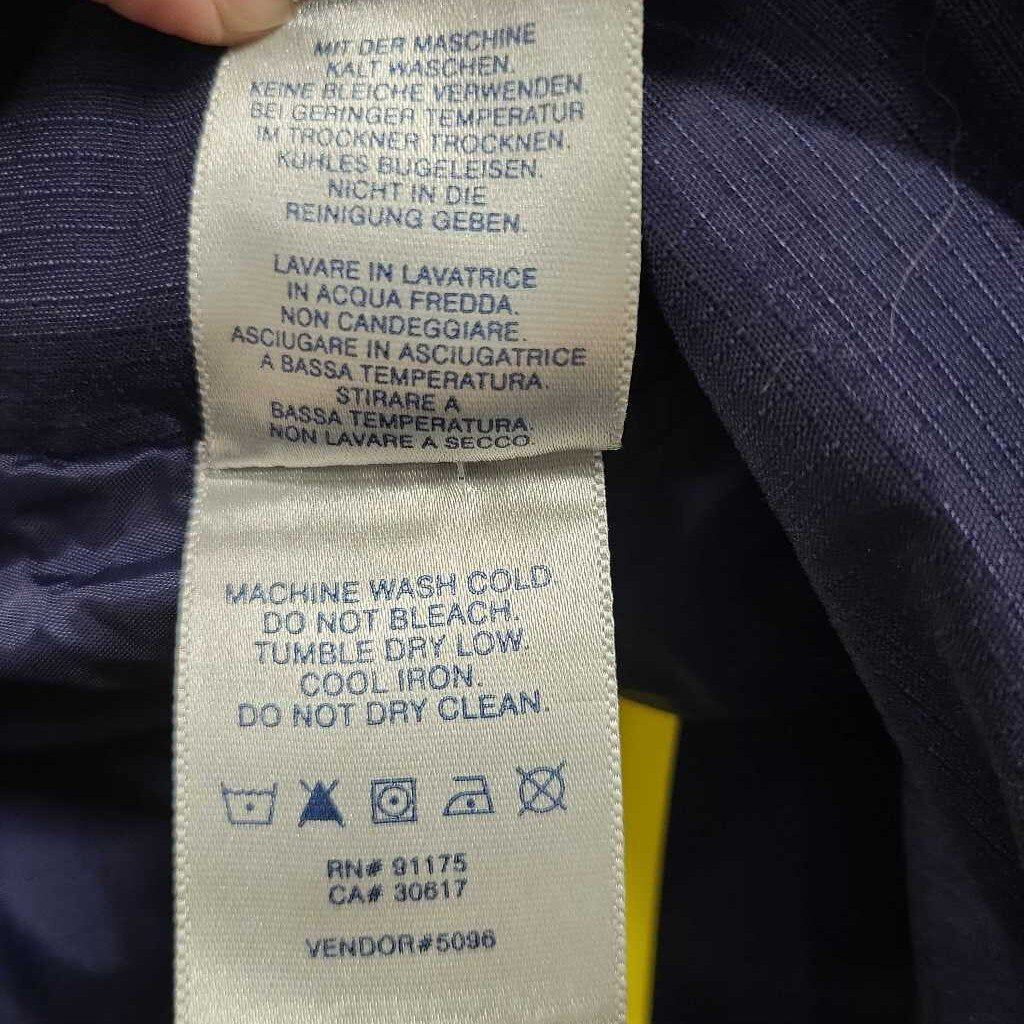 MIT DER MASCHINE
KALT WASCHEN.
KEINE BLEICHE VERWENDEN.
BEI GERINGER TEMPERATUR
IM TROCKNER TROCKNEN.
KUHLES BUGELEISEN.
NICHT IN DIE
REINIGUNG GEBEN.
LAVARE IN LAVATRICE
IN ACQUA FREDDA.
NON CANDEGGIARE.
ASCIUGARE IN ASCIUGATRICE
A BASSA TEMPERATURA.
STIRARE A
BASSA TEMPERATURA.
NON LAVARE A SECCO.
MACHINE WASH COLD.
DO NOT BLEACH.
TUMBLE DRY LOW.
COOL IRON.
DO NOT DRY CLEAN.
RN# 91175
CA# 30617
VENDOR#5096